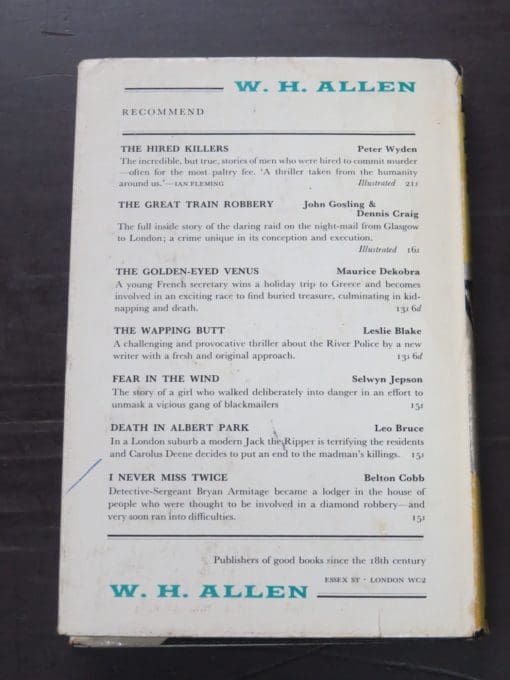 W. H. ALLEN
RECOMMEND
THE HIRED KILLERS Peter Wyden
The incredible, but true, stories of men who were hired to commit murder
—often for the most paltry fee. ‘A thriller taken from the humanity
around us.’—IAN FLEMING Illustrated 21s
THE GREAT TRAIN ROBBERY John Gosling &
Dennis Craig
The full inside story of the daring raid on the night-mail from Glasgow
to London; a crime unique in its conception and execution.
Illustrated 16s
THE GOLDEN-EYED VENUS Maurice Dekobra
A young French secretary wins a holiday trip to Greece and becomes
involved in an exciting race to find buried treasure, culminating in kid-
napping and death. 13s 6d
THE WAPPING BUTT Leslie Blake
A challenging and provocative thriller about the River Police by a new
writer with a fresh and original approach. 13s 6d
FEAR IN THE WIND Selwyn Jepson
The story of a girl who walked deliberately into danger in an effort to
unmask a vicious gang of blackmailers 15s
DEATH IN ALBERT PARK Leo Bruce
In a London suburb a modern Jack the Ripper is terrifying the residents
and Carolus Deene decides to put an end to the madman's killings. 15s
I NEVER MISS TWICE Belton Cobb
Detective-Sergeant Bryan Armitage became a lodger in the house of
people who were thought to be involved in a diamond robbery—and
very soon ran into difficulties. 15s
Publishers of good books since the 18th century
ESSEX ST · LONDON WC2
W. H. ALLEN